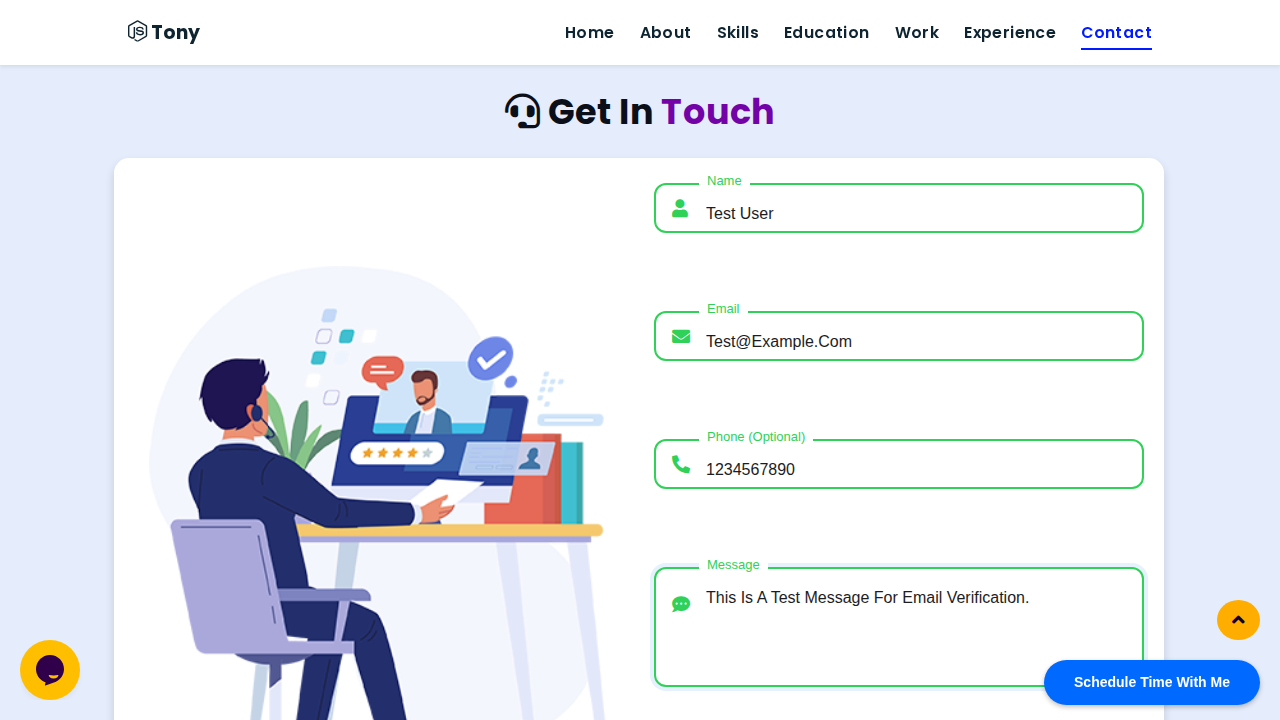 Tony
Home About Skills Education Work Experience Contact
Get In Touch
Name
Test User
Email
Test@Example.Com
Phone (Optional)
1234567890
Message
This Is A Test Message For Email Verification.
Schedule Time With Me